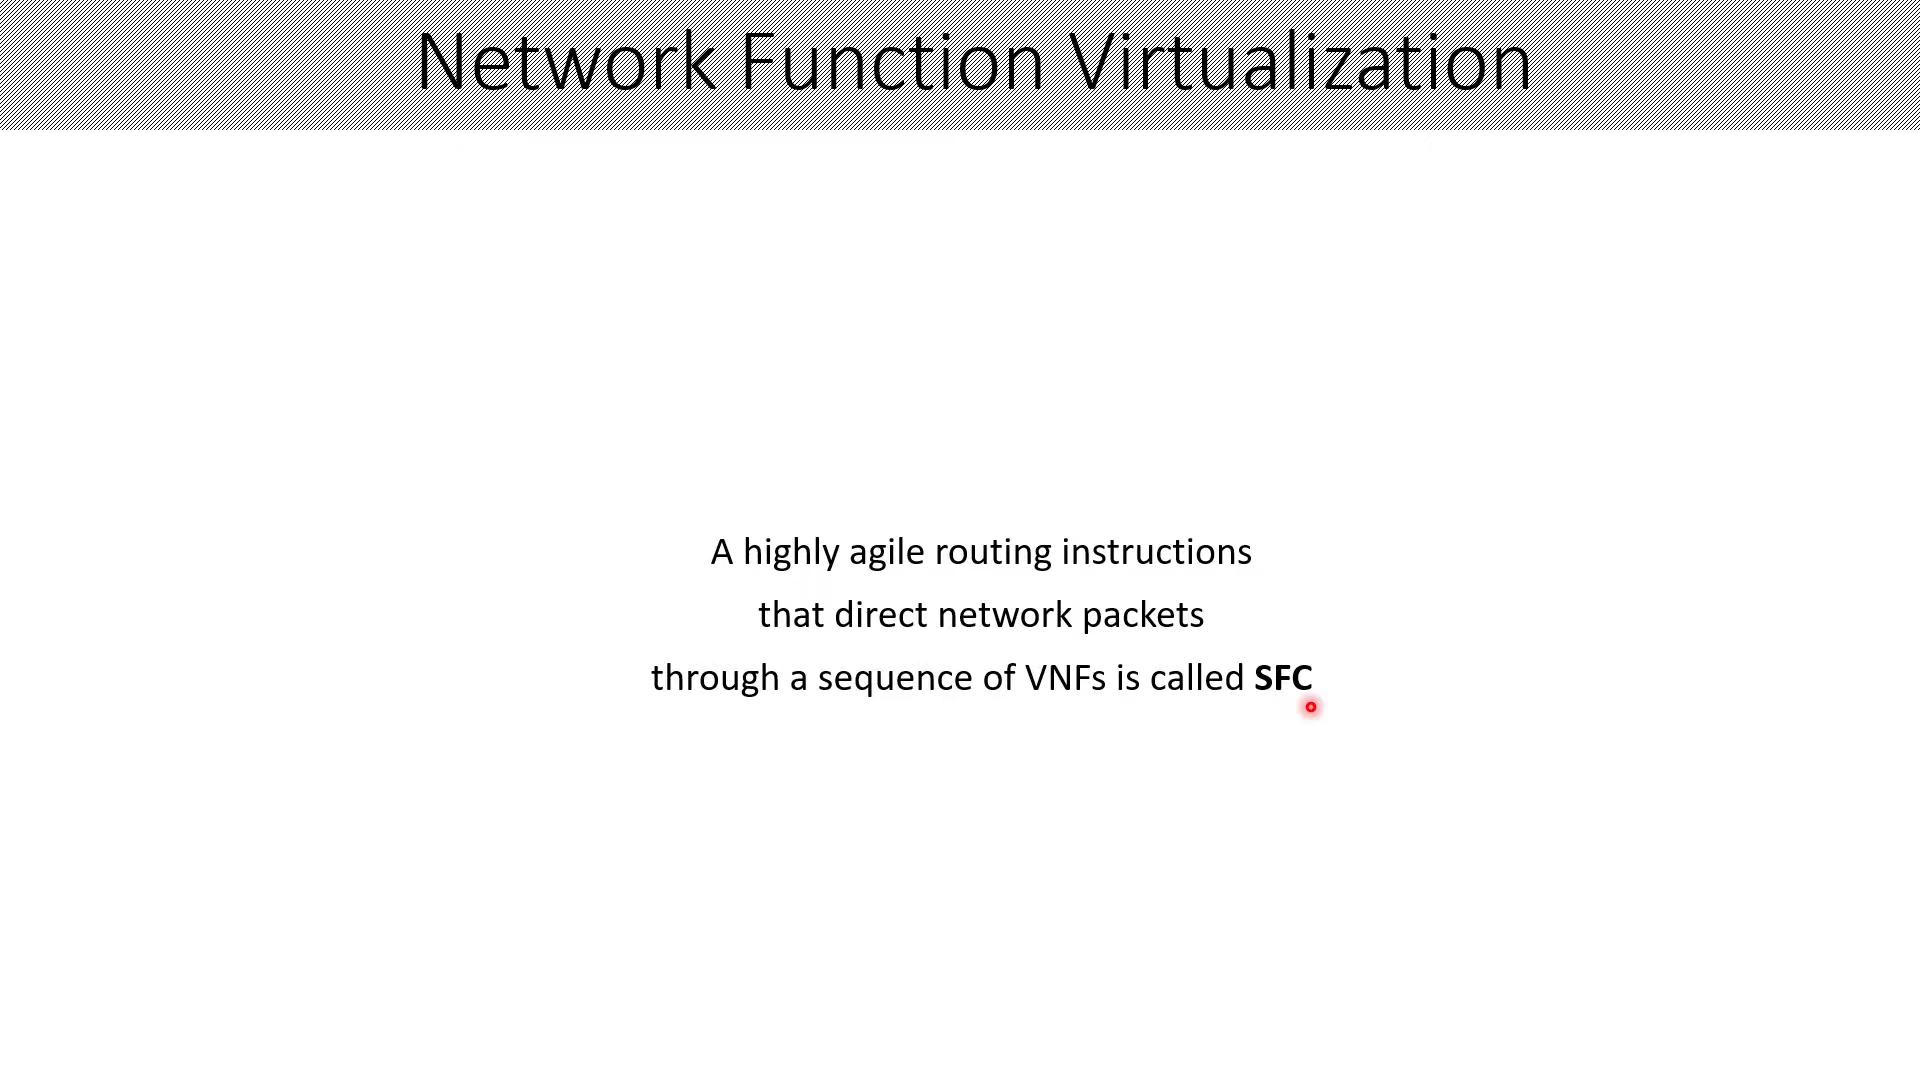 Network Function Virtualization
A highly agile routing instructions
that direct network packets
through a sequence of VNFs is called SFC